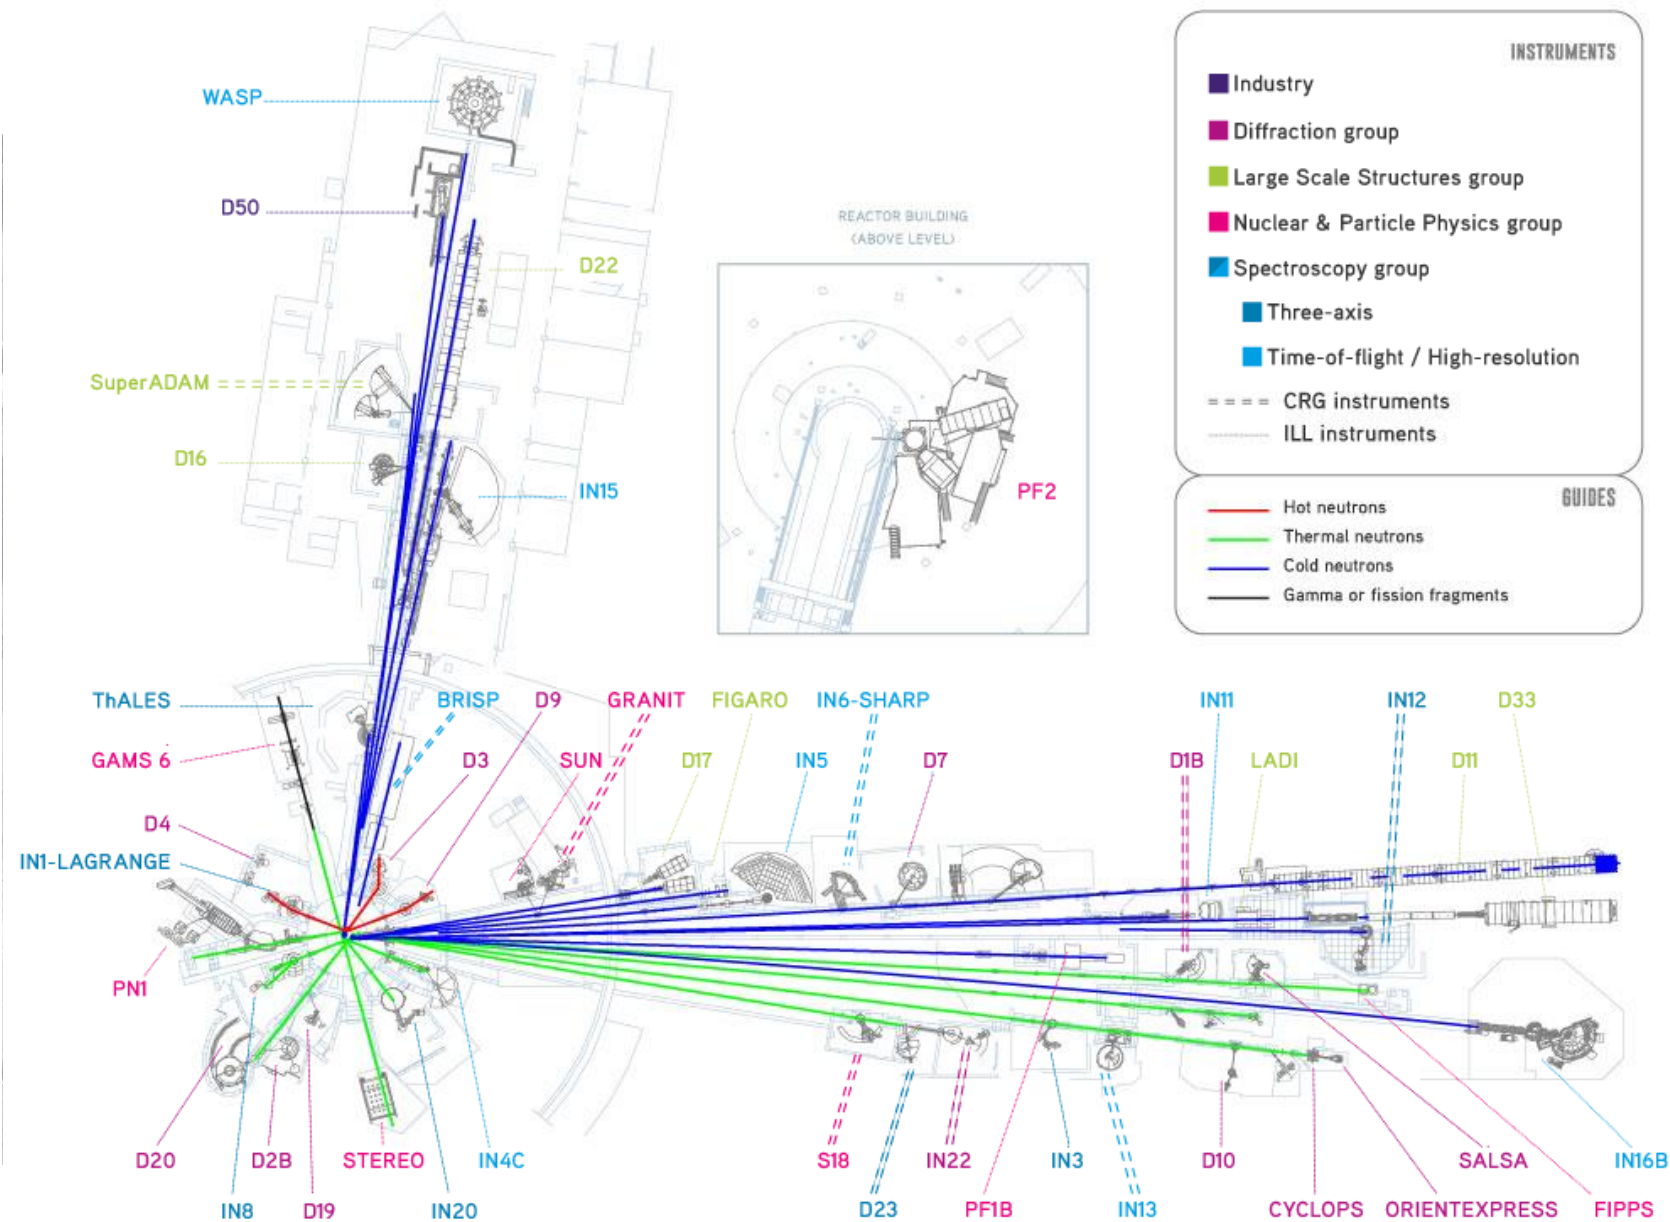 INSTRUMENTS
Industry
Diffraction group
Large Scale Structures group
Nuclear & Particle Physics group
Spectroscopy group
Three-axis
Time-of-flight / High-resolution
CRG instruments
ILL instruments
GUIDES
Hot neutrons
Thermal neutrons
Cold neutrons
Gamma or fission fragments
WASP
D50
D22
SuperADAM
D16
IN15
REACTOR BUILDING
(ABOVE LEVEL)
PF2
ThALES
BRISP
D9
GRANIT
FIGARO
IN6-SHARP
IN11
IN12
D33
GAMS 6
D3
SUN
D17
IN5
D7
D1B
LADI
D11
D4
IN1-LAGRANGE
PN1
D20
D2B
STEREO
IN4C
S18
IN22
IN3
D10
SALSA
IN16B
IN8
D19
IN20
D23
PF1B
IN13
CYCLOPS
ORIENTEXPRESS
FIPPS